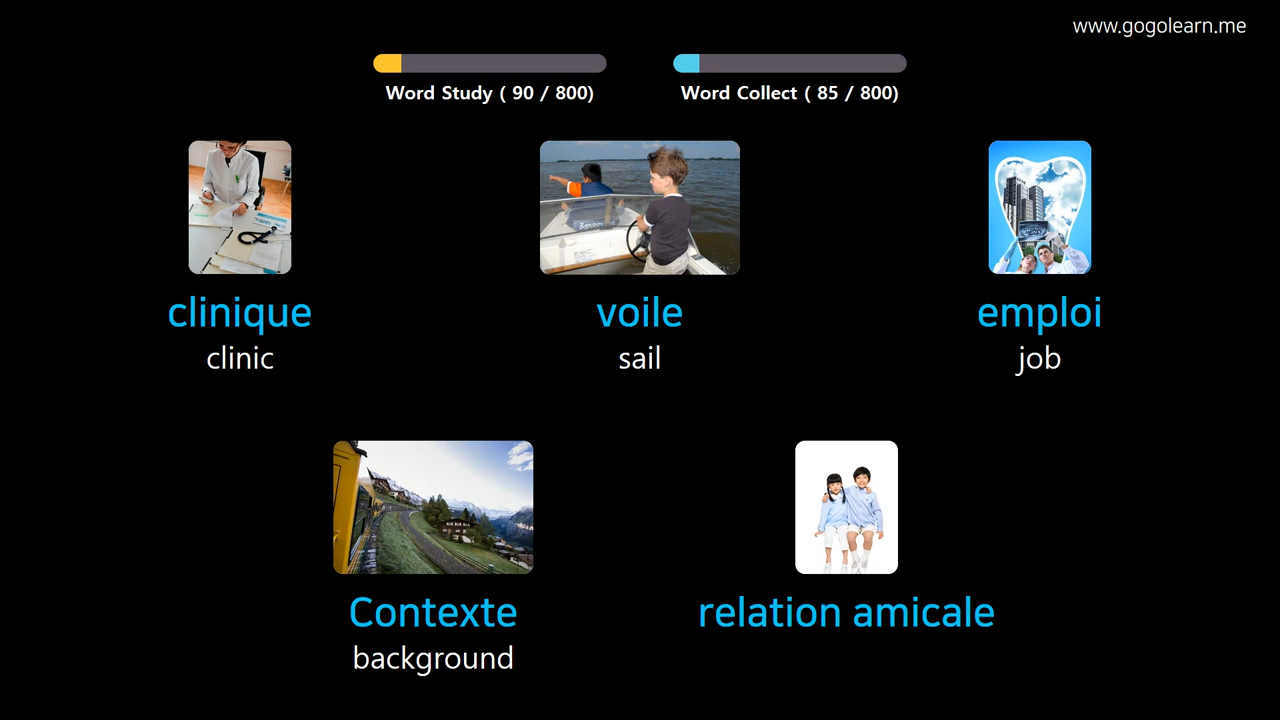 www.gogolearn.me
Word Study ( 90 / 800)
Word Collect ( 85 / 800)
clinique
clinic
voile
sail
emploi
job
Contexte
background
relation amicale